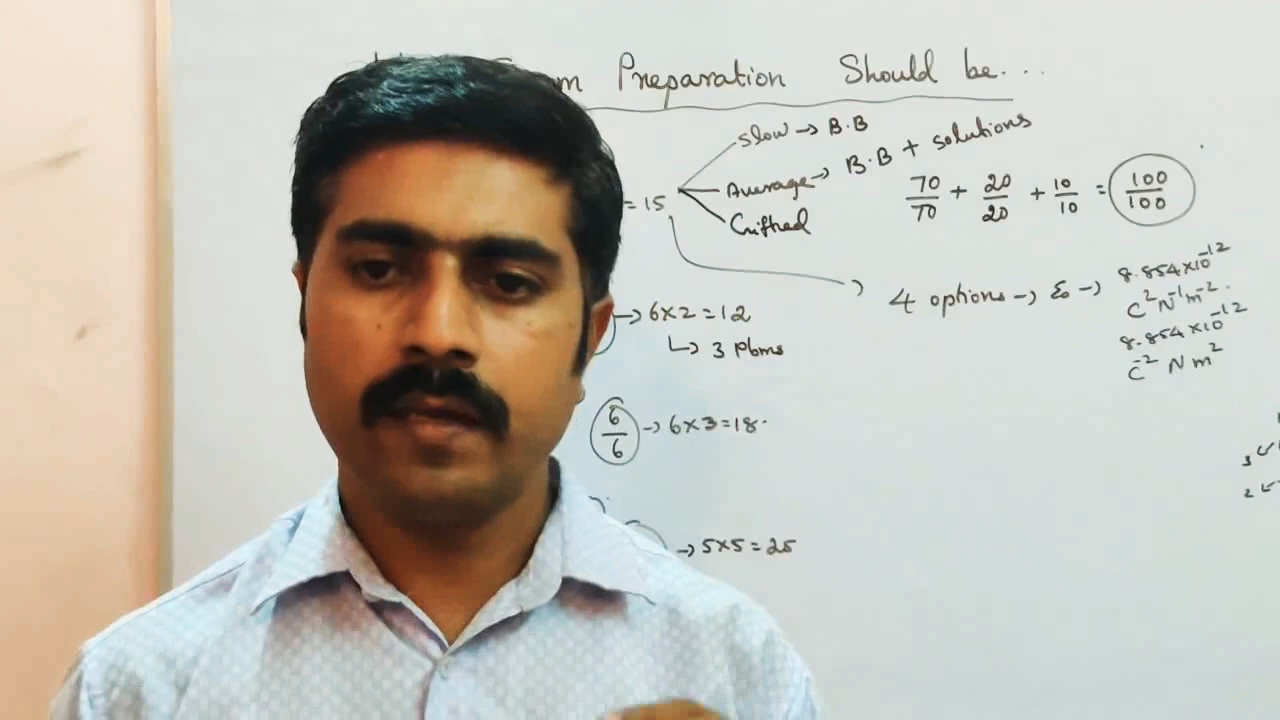 Preparation Should be...
Slow → B.B
Average → B.B + solutions
Gifted
= 15
70/70 + 20/20 + 10/10 = 100/100
4 options → ε₀ → 8.854×10⁻¹²
C²N⁻¹m⁻².
8.854×10⁻¹²
C⁻² N m²
→ 6×2=12
↳ 3 Pbms
6/6 → 6×3=18.
→ 5×5=25